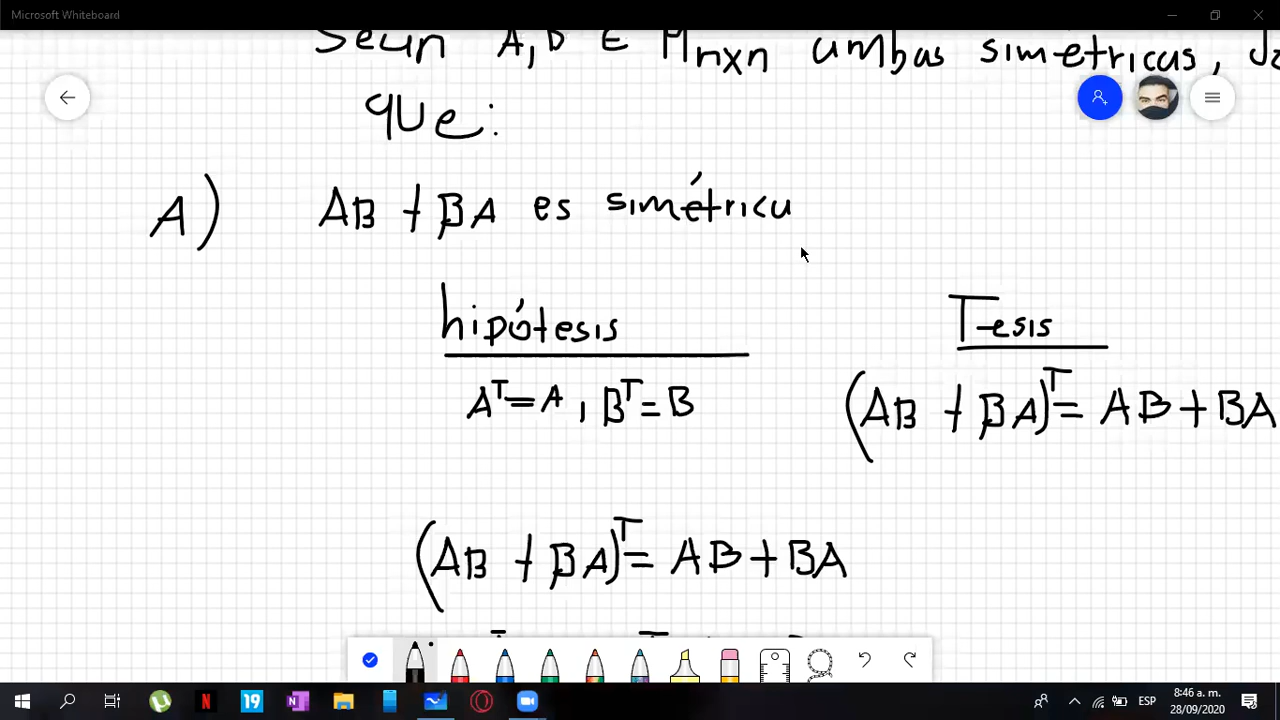 Microsoft Whiteboard
Sean A, B ∈ Mnxn ambas simétricas,
que:
A) AB + BA es simétrica
hipótesis
Tesis
Aᵀ = A , Bᵀ = B
(AB + BA)ᵀ = AB + BA
(AB + BA)ᵀ = AB + BA
19
ESP
8:46 a. m.
28/09/2020